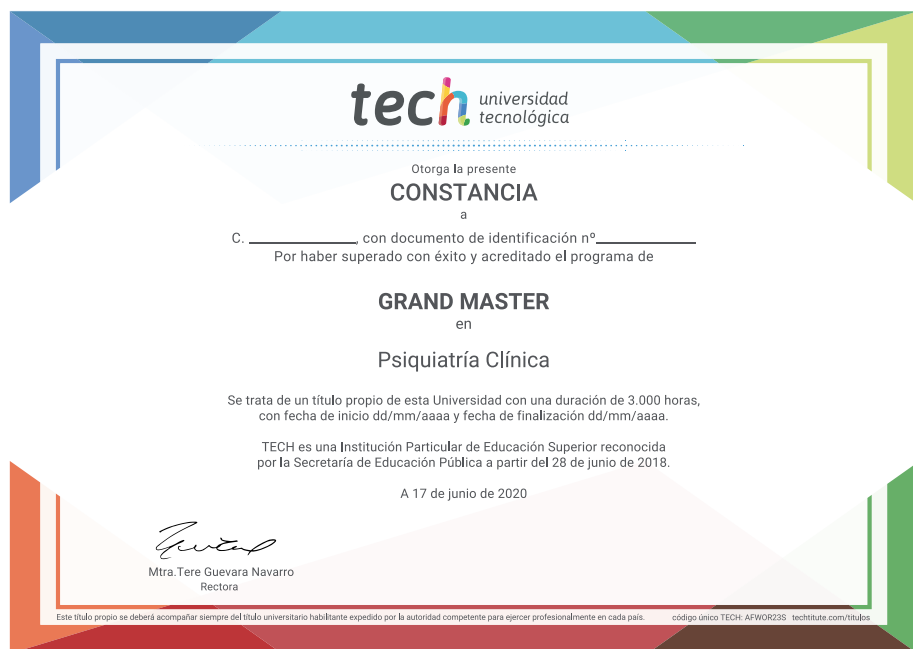 tech universidad
tecnológica
Otorga la presente
CONSTANCIA
a
C. ____________, con documento de identificación nº____________
Por haber superado con éxito y acreditado el programa de
GRAND MASTER
en
Psiquiatría Clínica
Se trata de un título propio de esta Universidad con una duración de 3.000 horas,
con fecha de inicio dd/mm/aaaa y fecha de finalización dd/mm/aaaa.
TECH es una Institución Particular de Educación Superior reconocida
por la Secretaría de Educación Pública a partir del 28 de junio de 2018.
A 17 de junio de 2020
Mtra.Tere Guevara Navarro
Rectora
Este título propio se deberá acompañar siempre del título universitario habilitante expedido por la autoridad competente para ejercer profesionalmente en cada país. código único TECH: AFWOR23S techtitute.com/titulos